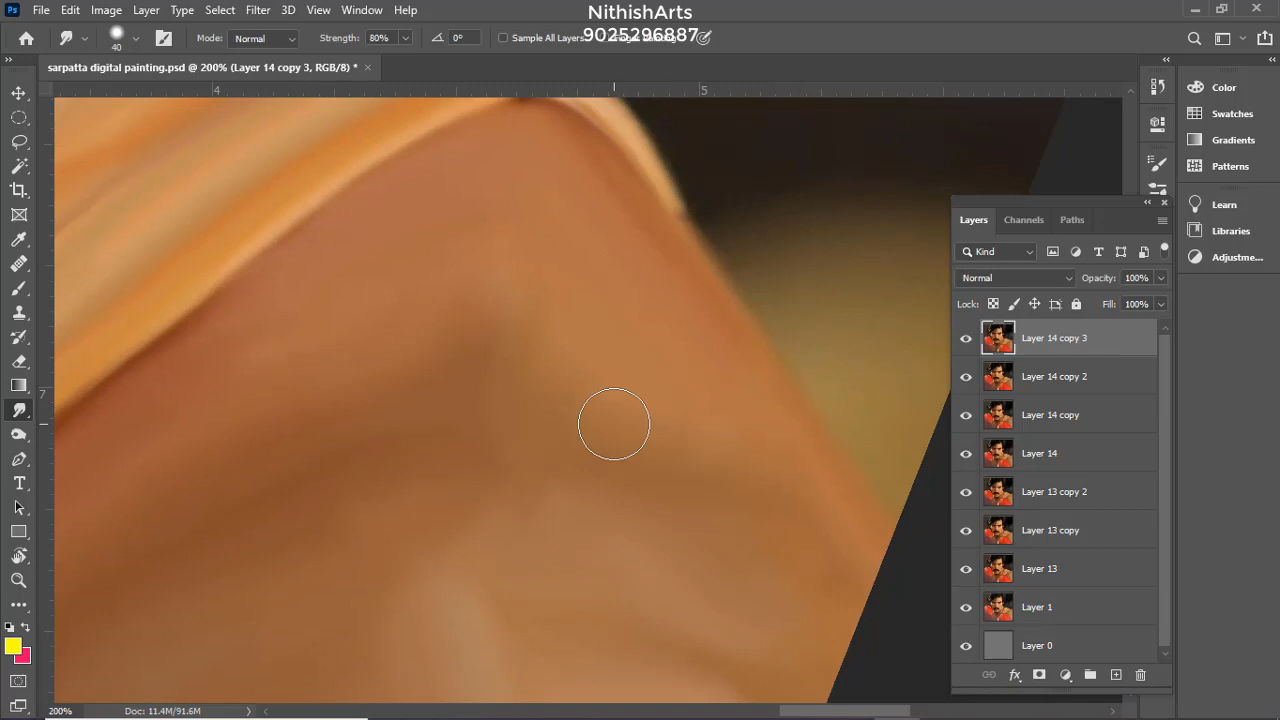 Ps File Edit Image Layer Type Select Filter 3D View Window Help
NithishArts
9025296887
40 Mode: Normal Strength: 80% 0° Sample All Layers
sarpatta digital painting.psd @ 200% (Layer 14 copy 3, RGB/8) *
4 5
7
Color
Swatches
Gradients
Patterns
Learn
Libraries
Adjustme...
Layers Channels Paths
Kind
Normal Opacity: 100%
Lock: Fill: 100%
Layer 14 copy 3
Layer 14 copy 2
Layer 14 copy
Layer 14
Layer 13 copy 2
Layer 13 copy
Layer 13
Layer 1
Layer 0
fx
200% Doc: 11.4M/91.6M